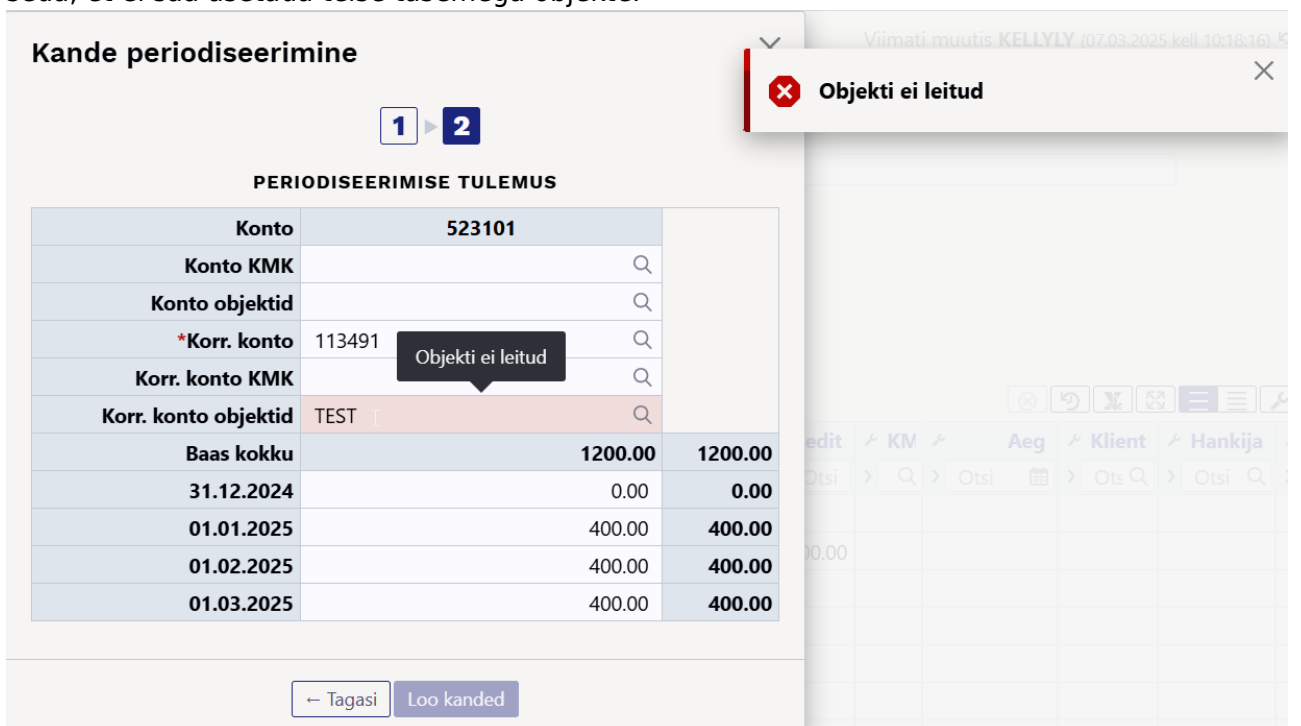 Kande periodiseerimine
Viimati muutis KELLYLY (07.03.2025 kell 10:18:16)
Objekti ei leitud
1 2
PERIODISEERIMISE TULEMUS
Konto 523101
Konto KMK
Konto objektid
*Korr. konto 113491
Objekti ei leitud
Korr. konto KMK
Korr. konto objektid TEST
Baas kokku 1200.00 1200.00
31.12.2024 0.00 0.00
01.01.2025 400.00 400.00
01.02.2025 400.00 400.00
01.03.2025 400.00 400.00
edit KM Aeg Klient Hankija
Otsi Otsi Ots Otsi
00.00
← Tagasi Loo kanded